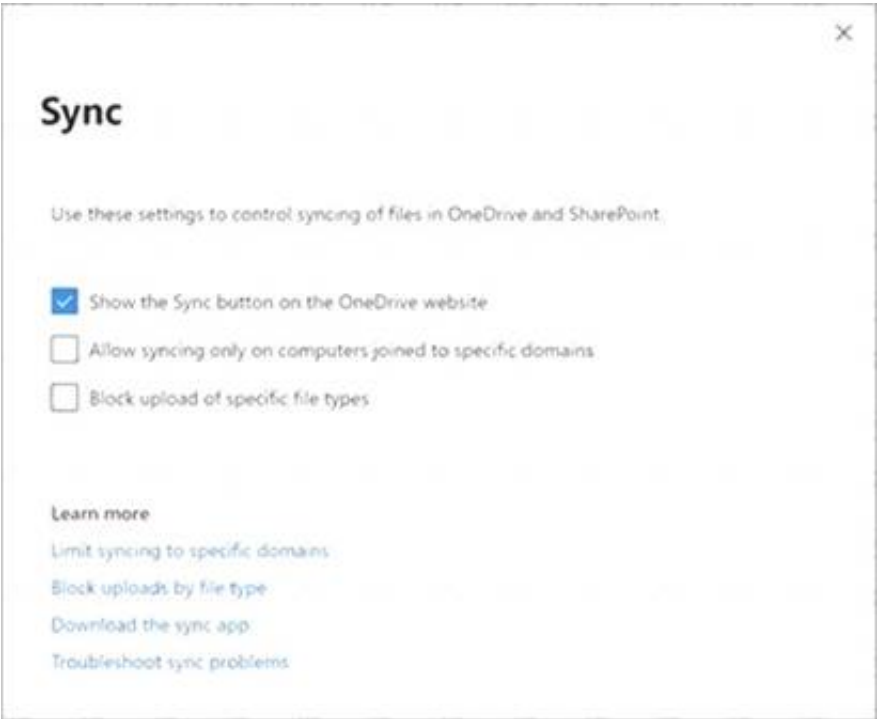 Sync
Use these settings to control syncing of files in OneDrive and SharePoint.
Show the Sync button on the OneDrive website
Allow syncing only on computers joined to specific domains
Block upload of specific file types
Learn more
Limit syncing to specific domains
Block uploads by file type
Download the sync app
Troubleshoot sync problems